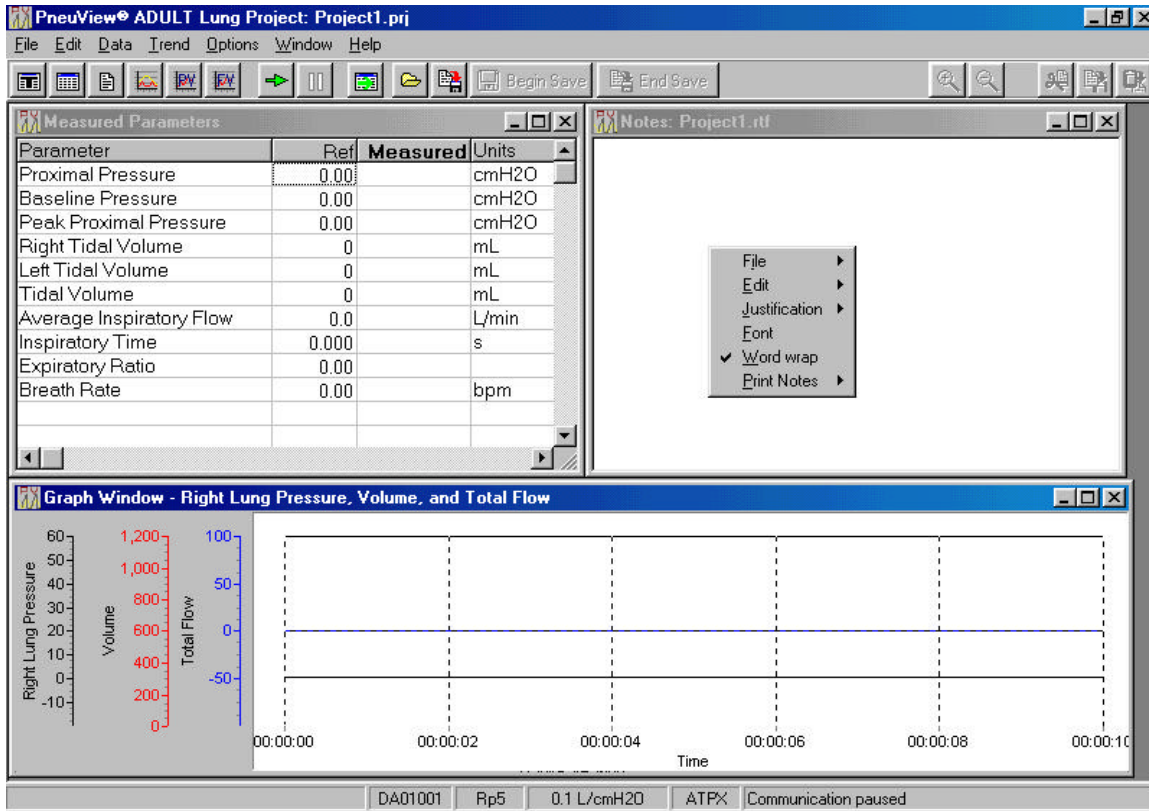 PneuView® ADULT Lung Project: Project1.prj
File Edit Data Trend Options Window Help
PV FV Begin Save End Save
Measured Parameters
Parameter Ref Measured Units
Proximal Pressure 0.00 cmH2O
Baseline Pressure 0.00 cmH2O
Peak Proximal Pressure 0.00 cmH2O
Right Tidal Volume 0 mL
Left Tidal Volume 0 mL
Tidal Volume 0 mL
Average Inspiratory Flow 0.0 L/min
Inspiratory Time 0.000 s
Expiratory Ratio 0.00
Breath Rate 0.00 bpm
Notes: Project1.rtf
File
Edit
Justification
Font
Word wrap
Print Notes
Graph Window - Right Lung Pressure, Volume, and Total Flow
Right Lung Pressure
60
50
40
30
20
10
0
-10
Volume
1,200
1,000
800
600
400
200
0
Total Flow
100
50
0
-50
00:00:00 00:00:02 00:00:04 00:00:06 00:00:08 00:00:10
Time
DA01001 Rp5 0.1 L/cmH2O ATPX Communication paused